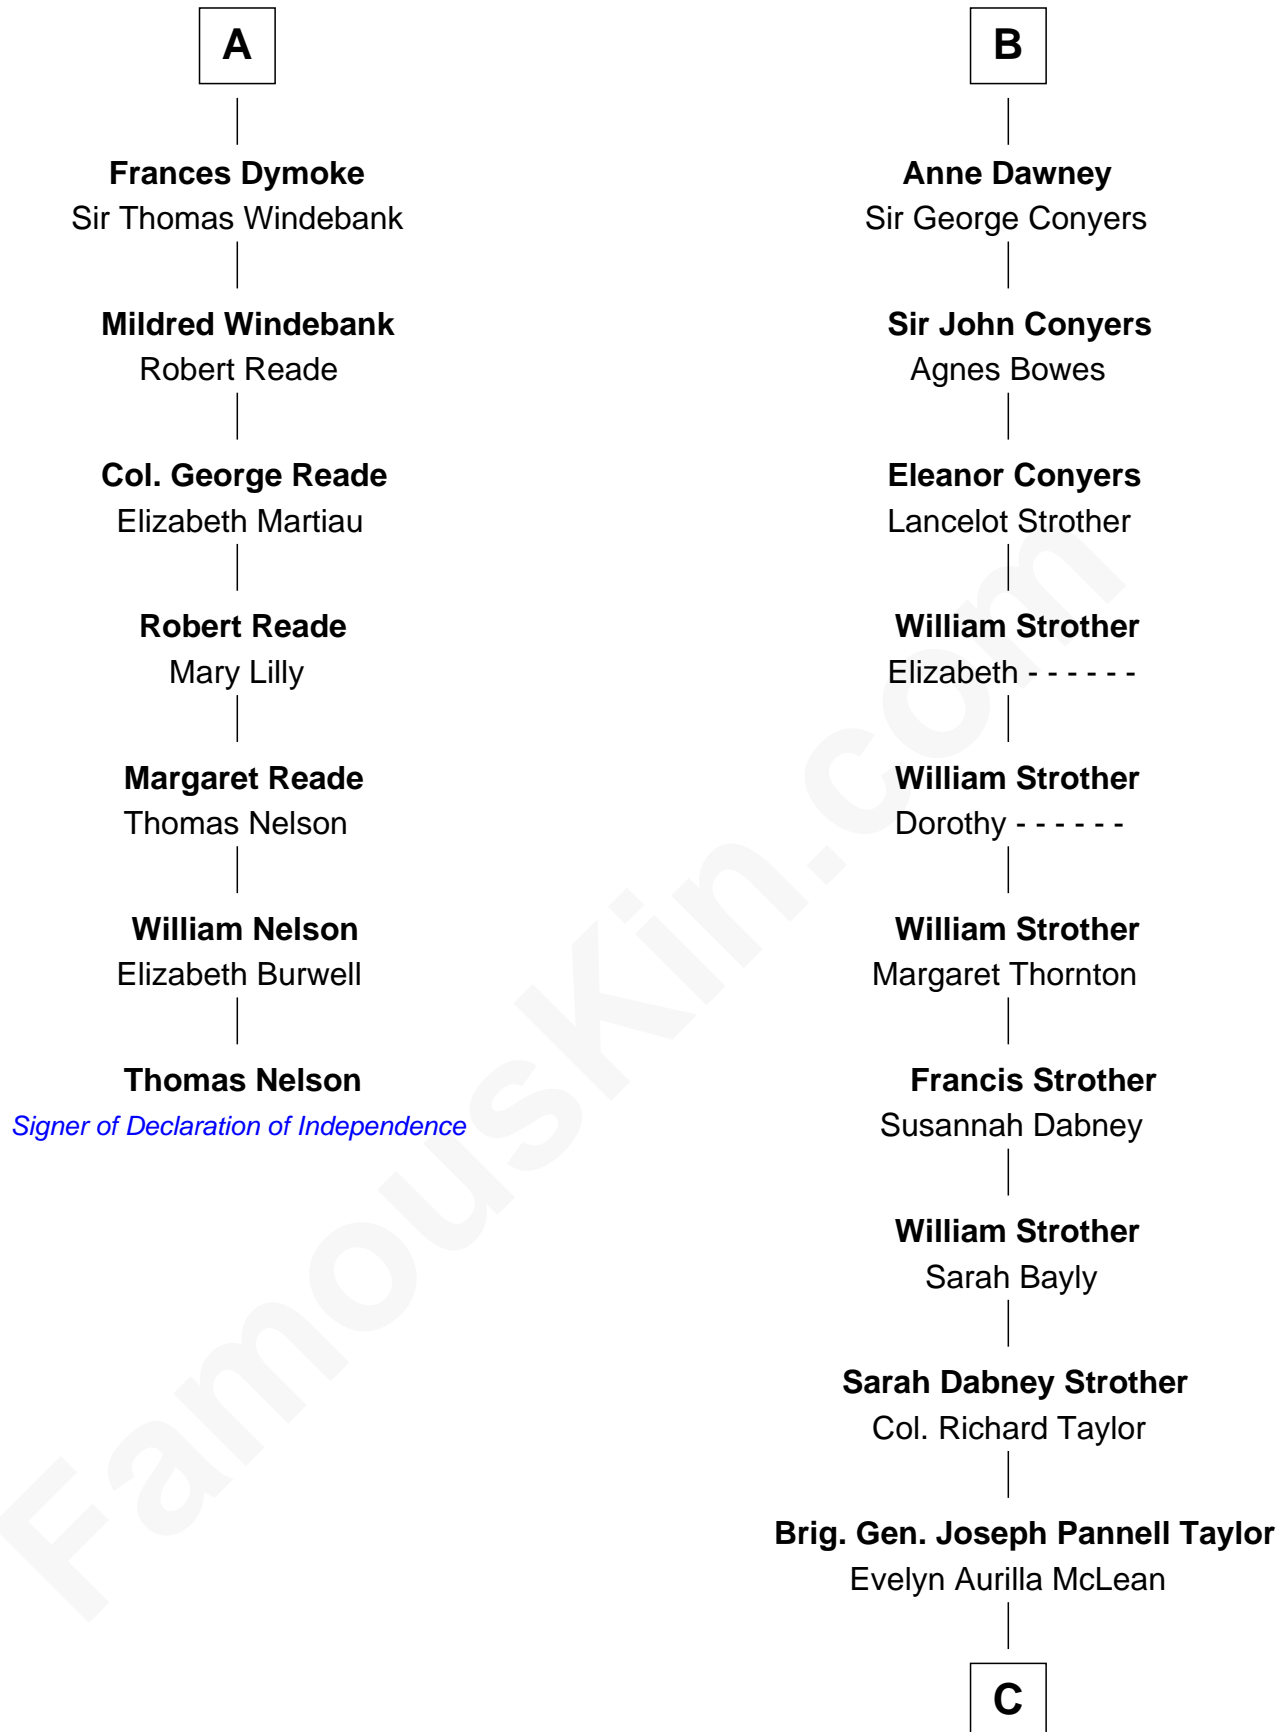 A
Frances Dymoke
Sir Thomas Windebank
Mildred Windebank
Robert Reade
Col. George Reade
Elizabeth Martiau
Robert Reade
Mary Lilly
Margaret Reade
Thomas Nelson
William Nelson
Elizabeth Burwell
Thomas Nelson
Signer of Declaration of Independence
B
Anne Dawney
Sir George Conyers
Sir John Conyers
Agnes Bowes
Eleanor Conyers
Lancelot Strother
William Strother
Elizabeth - - - - - -
William Strother
Dorothy - - - - - -
William Strother
Margaret Thornton
Francis Strother
Susannah Dabney
William Strother
Sarah Bayly
Sarah Dabney Strother
Col. Richard Taylor
Brig. Gen. Joseph Pannell Taylor
Evelyn Aurilla McLean
C
FamousKin.com